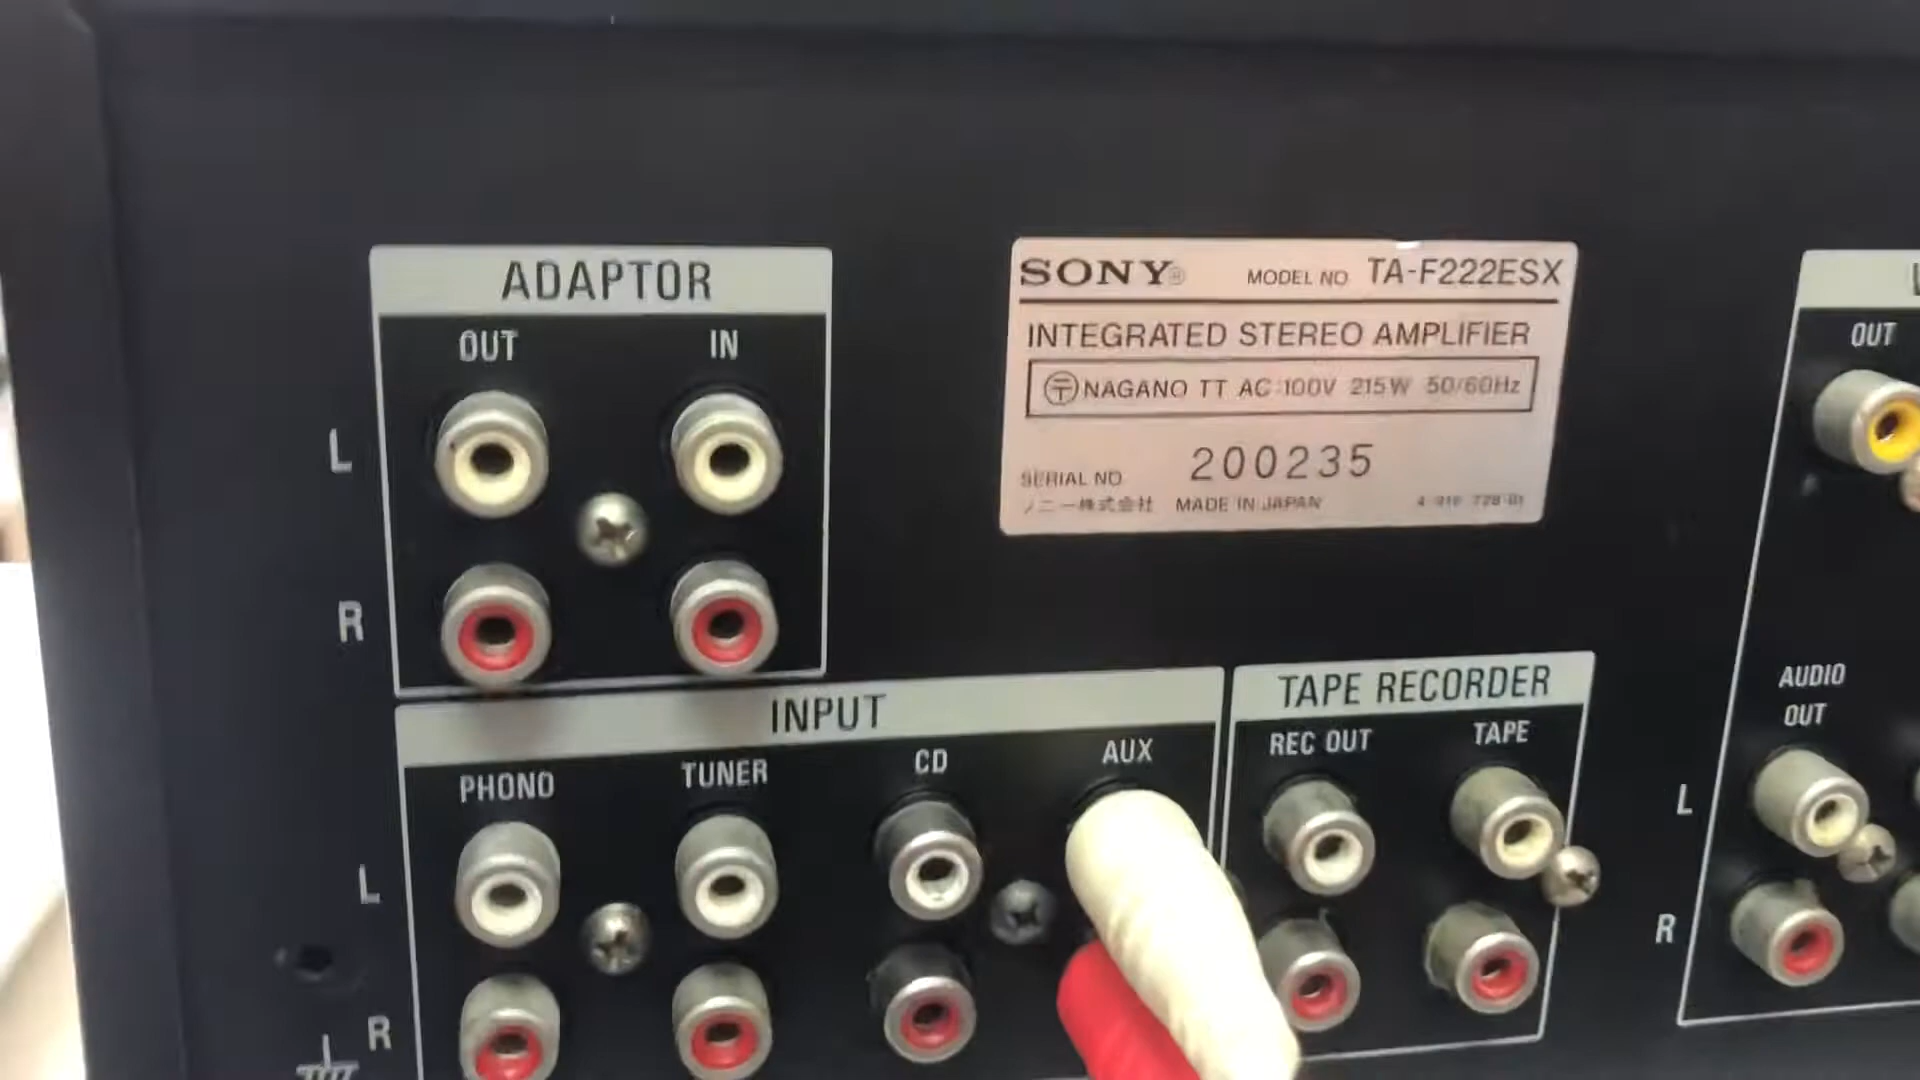 ADAPTOR
OUT IN
L
R
SONY® MODEL NO TA-F222ESX
INTEGRATED STEREO AMPLIFIER
〒 NAGANO TT AC 100V 215W 50/60Hz
SERIAL NO 200235
ソニー株式会社 MADE IN JAPAN
INPUT
PHONO TUNER CD AUX
L
R
TAPE RECORDER
REC OUT TAPE
OUT
AUDIO
OUT
L
R